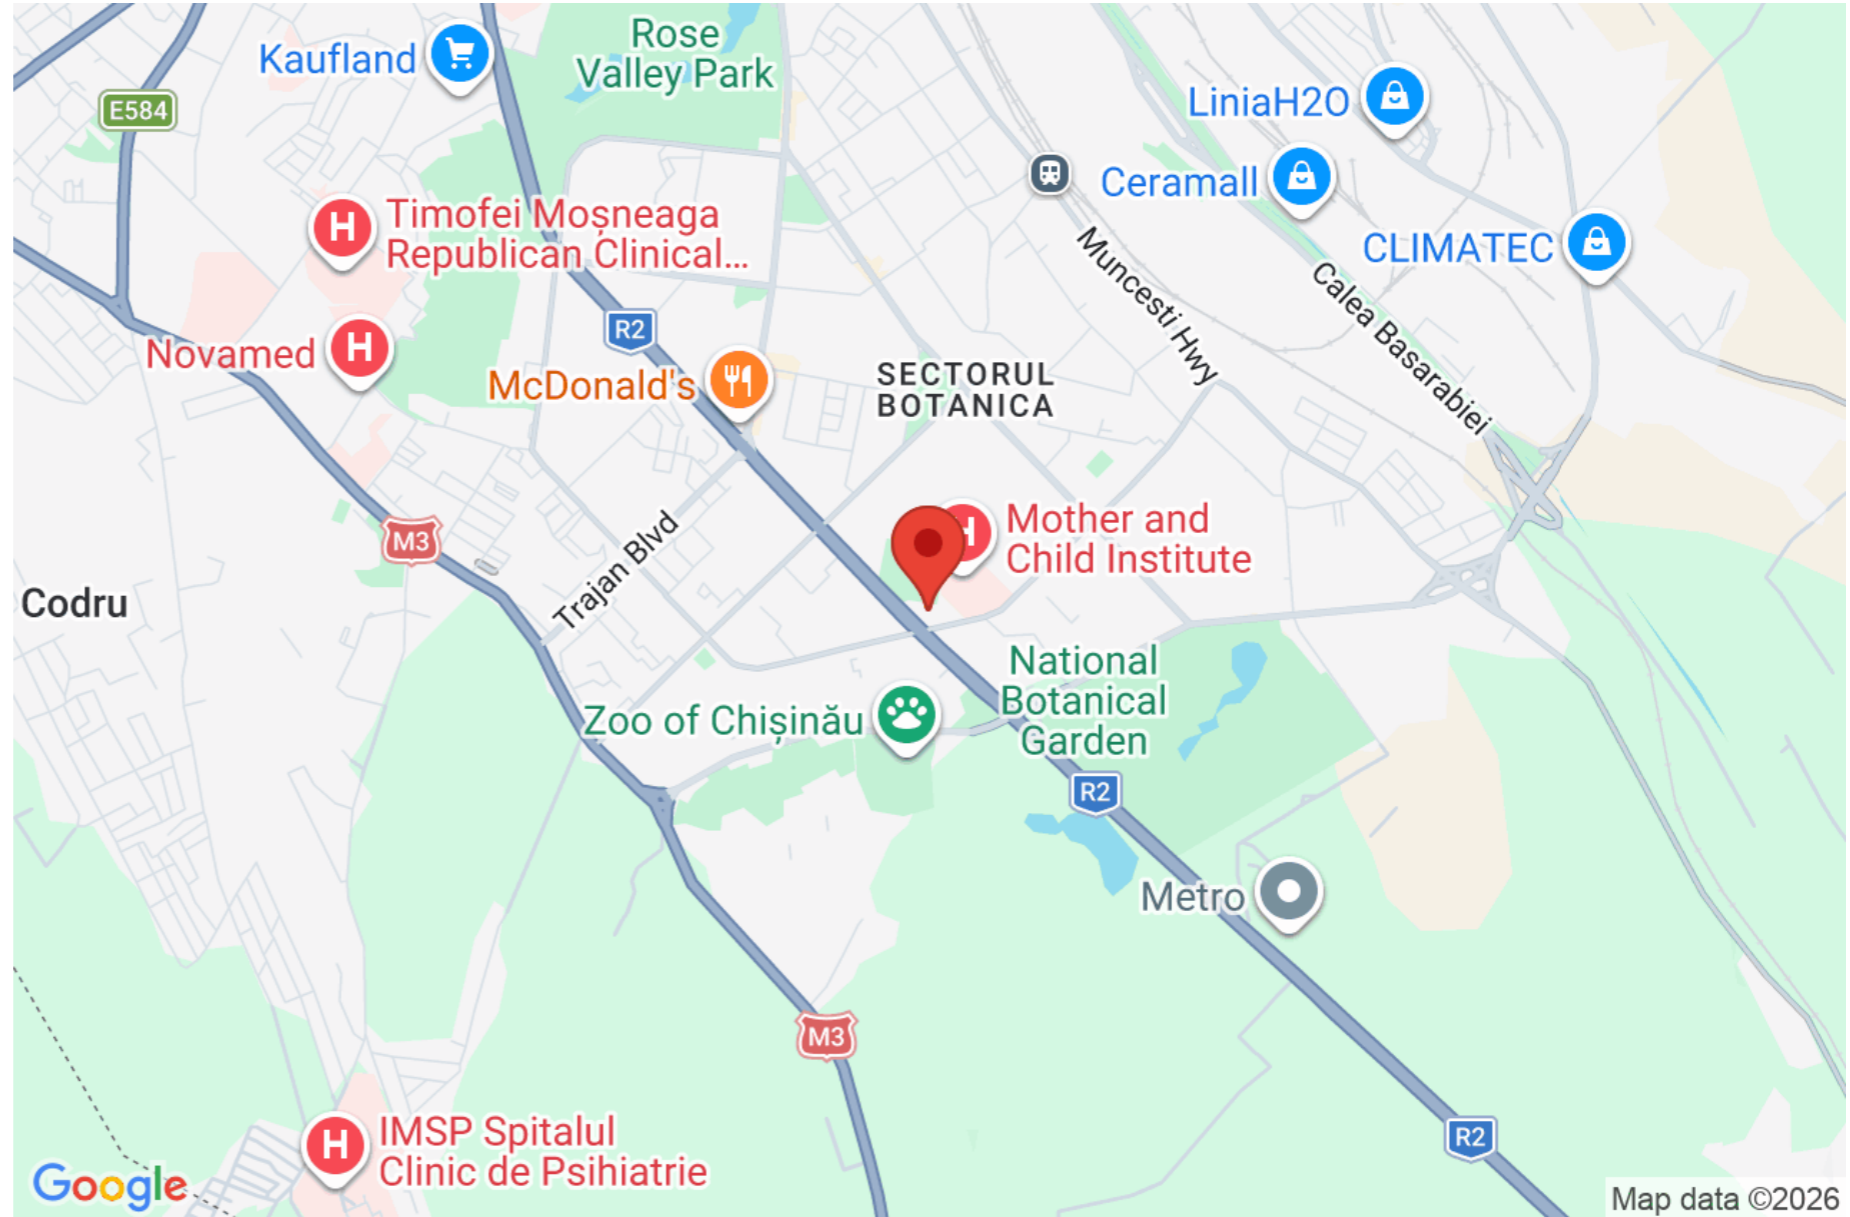 Rose
Valley Park
Kaufland
E584
LiniaH2O
Ceramall
Timofei Moșneaga
Republican Clinical...
CLIMATEC
Muncesti Hwy
Calea Basarabiei
R2
Novamed
McDonald's
SECTORUL
BOTANICA
Mother and
Child Institute
M3
Trajan Blvd
Codru
National
Botanical
Garden
Zoo of Chișinău
R2
Metro
M3
IMSP Spitalul
Clinic de Psihiatrie
R2
Google
Map data ©2026
H
H
H
H